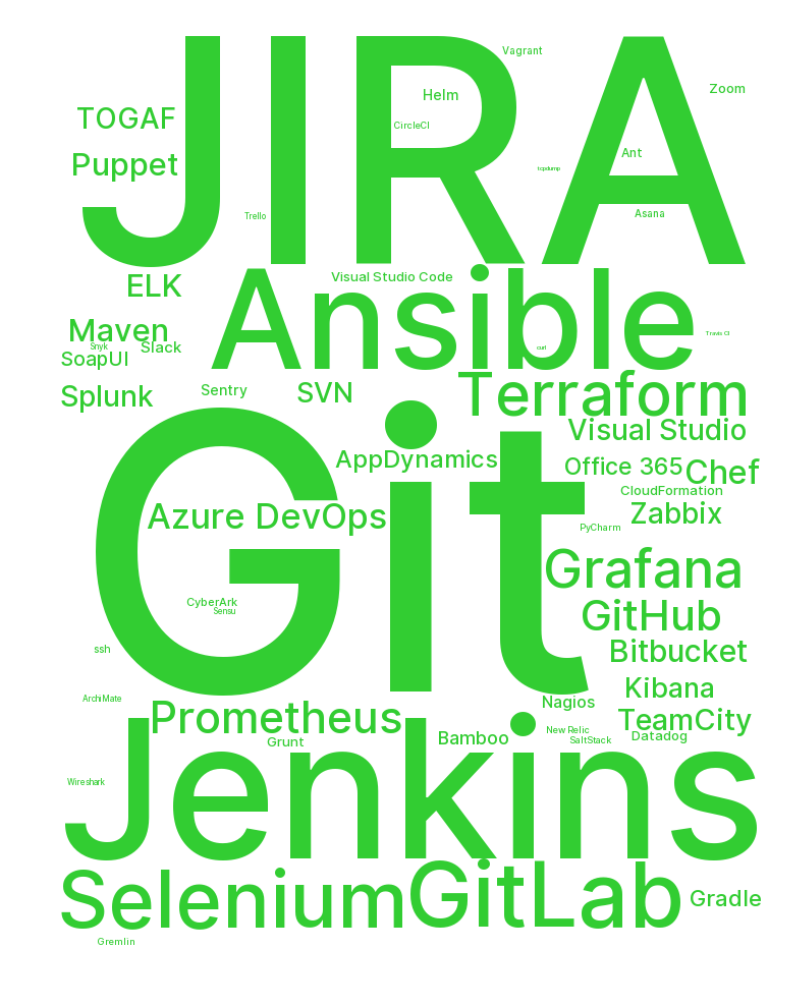 JIRA
Vagrant
Zoom
Helm
TOGAF
CircleCI
Ant
Puppet
tcpdump
Trello
Asana
Visual Studio Code
ELK
Ansible
Maven
Travis CI
Snyk
Slack
curl
SoapUI
Sentry
SVN
Splunk
Terraform
Visual Studio
Git
AppDynamics
Office 365
Chef
CloudFormation
Azure DevOps
Zabbix
PyCharm
Grafana
CyberArk
Sensu
GitHub
ssh
Bitbucket
Kibana
ArchiMate
Nagios
Prometheus
TeamCity
New Relic
Datadog
Bamboo
SaltStack
Grunt
Jenkins
Wireshark
Selenium
GitLab
Gradle
Gremlin